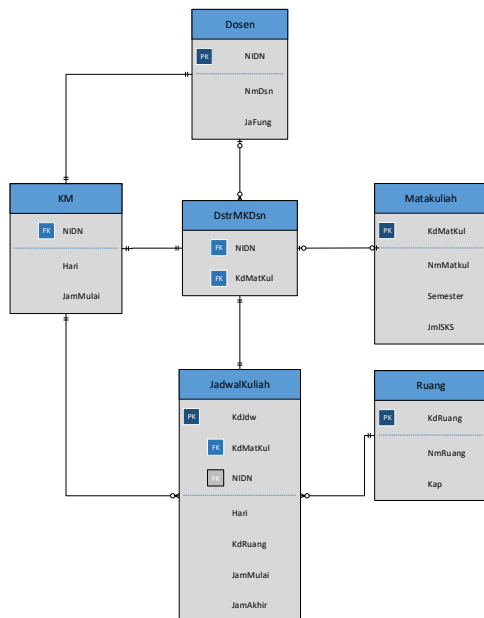 Dosen
PK NIDN
NmDsn
JaFung
KM
FK NIDN
Hari
JamMulai
DstrMKDsn
FK NIDN
FK KdMatKul
Matakuliah
PK KdMatKul
NmMatkul
Semester
JmlSKS
JadwalKuliah
PK KdJdw
FK KdMatKul
FK NIDN
Hari
KdRuang
JamMulai
JamAkhir
Ruang
PK KdRuang
NmRuang
Kap